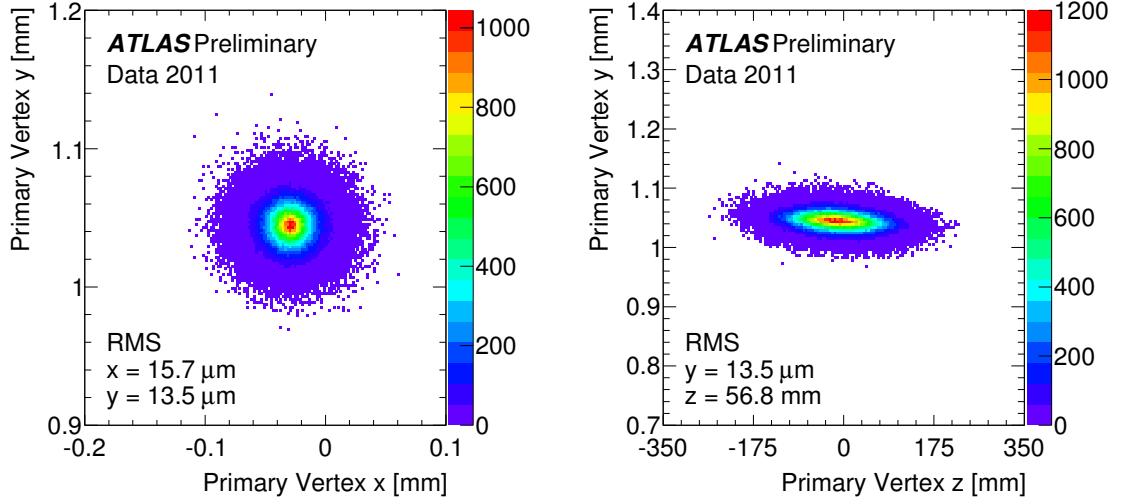 Primary Vertex y [mm]
1.2
1.1
1
0.9
ATLAS Preliminary
Data 2011
RMS
x = 15.7 μm
y = 13.5 μm
-0.2
-0.1
0
0.1
Primary Vertex x [mm]
1000
800
600
400
200
0
Primary Vertex y [mm]
1.4
1.3
1.2
1.1
1
0.9
0.8
0.7
ATLAS Preliminary
Data 2011
RMS
y = 13.5 μm
z = 56.8 mm
-350
-175
0
175
350
Primary Vertex z [mm]
1200
1000
800
600
400
200
0